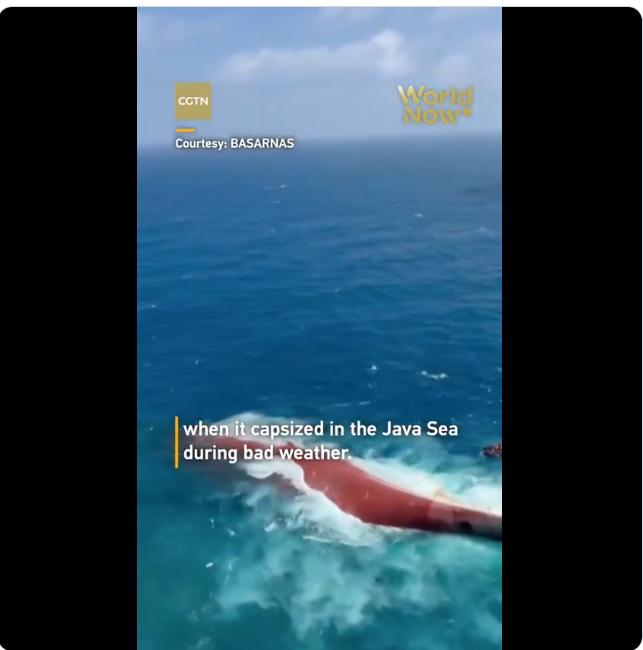 CGTN
World
Now
Courtesy: BASARNAS
when it capsized in the Java Sea
during bad weather.